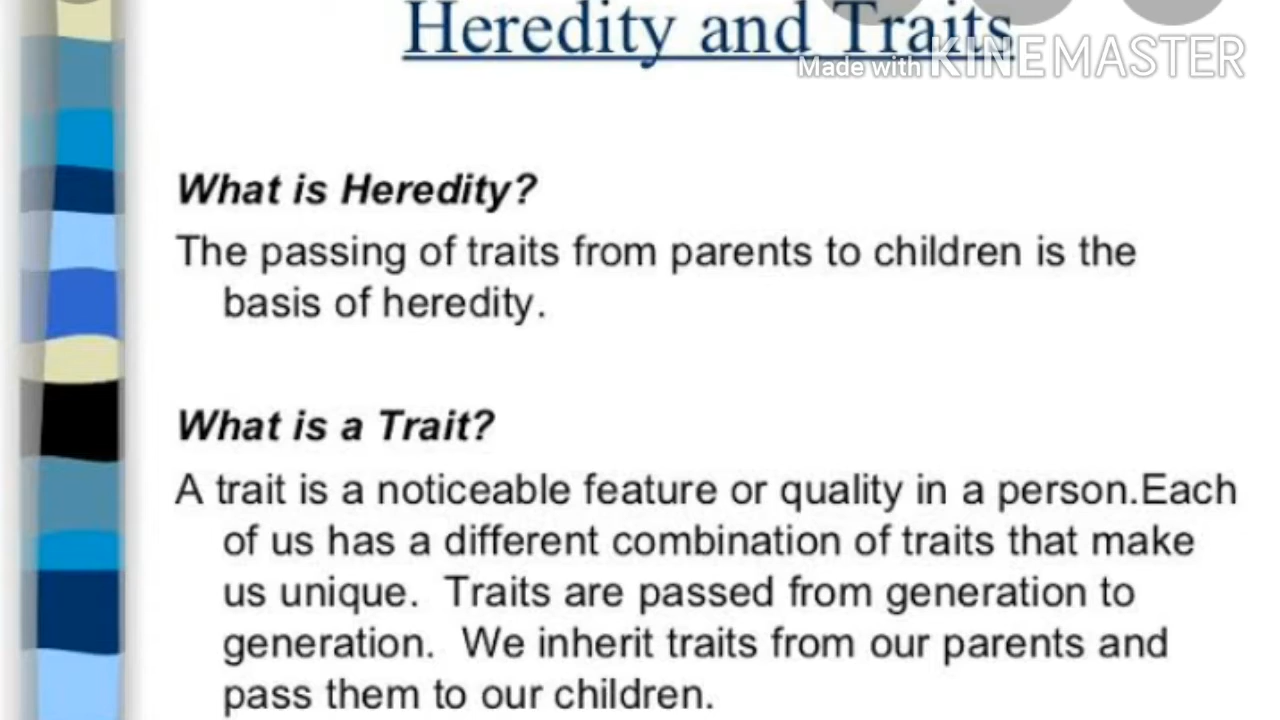 Heredity and Traits
Made with KINEMASTER
What is Heredity?
The passing of traits from parents to children is the
basis of heredity.
What is a Trait?
A trait is a noticeable feature or quality in a person.Each
of us has a different combination of traits that make
us unique. Traits are passed from generation to
generation. We inherit traits from our parents and
pass them to our children.